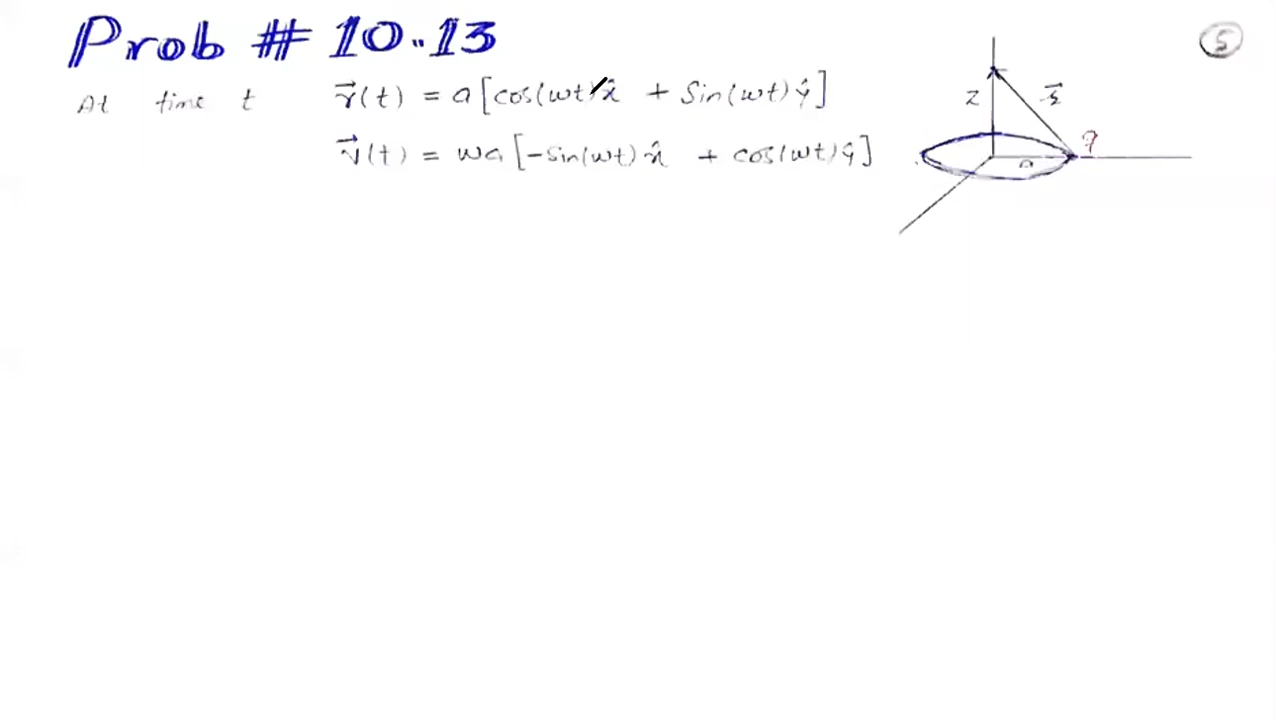 Prob # 10.13
5
At time t r⃗(t) = a[cos(ωt)x̂ + Sin(ωt)ŷ]
v⃗(t) = ωa[-sin(ωt)x̂ + cos(ωt)ŷ]
z
q
a